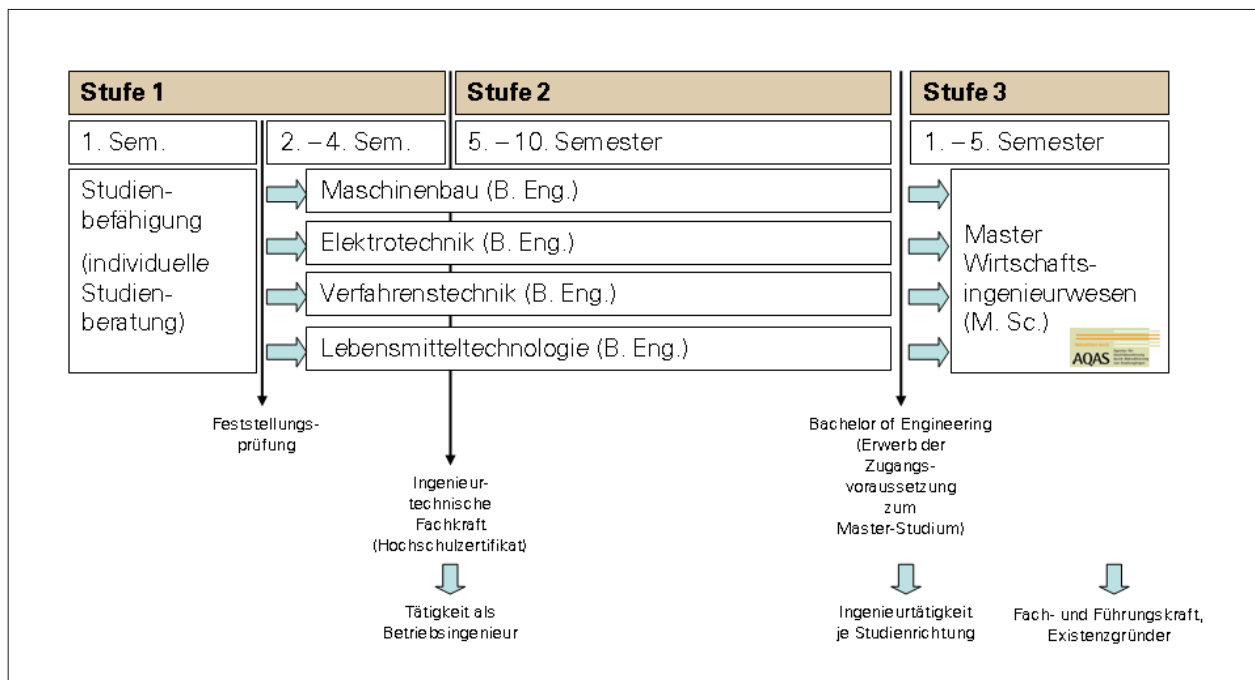 Stufe 1
Stufe 2
Stufe 3
1. Sem.
2. – 4. Sem.
5. – 10. Semester
1. – 5. Semester
Studien-
befähigung
(individuelle
Studien-
beratung)
Maschinenbau (B. Eng.)
Elektrotechnik (B. Eng.)
Verfahrenstechnik (B. Eng.)
Lebensmitteltechnologie (B. Eng.)
Master
Wirtschafts-
ingenieurwesen
(M. Sc.)
AQAS
Feststellungs-
prüfung
Ingenieur-
technische
Fachkraft
(Hochschulzertifikat)
Tätigkeit als
Betriebsingenieur
Bachelor of Engineering
(Erwerb der
Zugangs-
voraussetzung
zum
Master-Studium)
Ingenieurtätigkeit
je Studienrichtung
Fach- und Führungskraft,
Existenzgründer